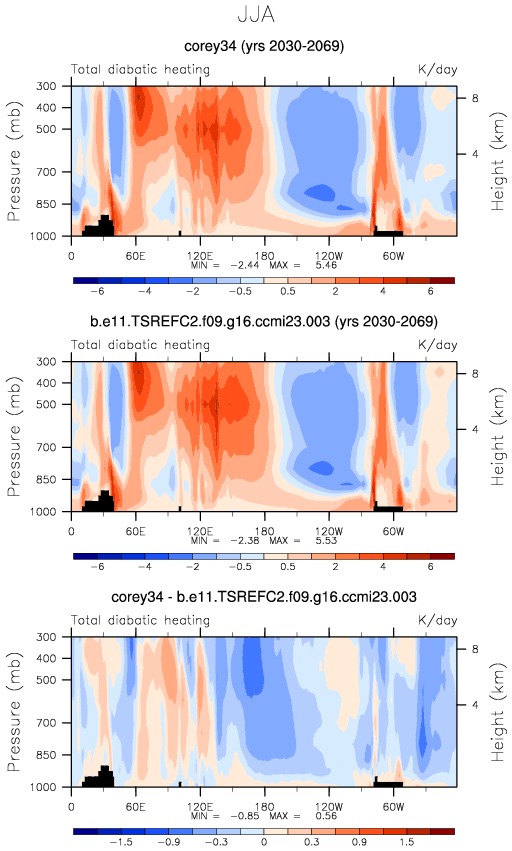 JJA
corey34 (yrs 2030-2069)
Total diabatic heating K/day
Pressure (mb)
300
400
500
700
850
1000
Height (km)
8
4
0 60E 120E 180 120W 60W
MIN = -2.44 MAX = 5.46
-6 -4 -2 -0.5 0.5 2 4 6
b.e11.TSREFC2.f09.g16.ccmi23.003 (yrs 2030-2069)
Total diabatic heating K/day
Pressure (mb)
300
400
500
700
850
1000
Height (km)
8
4
0 60E 120E 180 120W 60W
MIN = -2.38 MAX = 5.53
-6 -4 -2 -0.5 0.5 2 4 6
corey34 - b.e11.TSREFC2.f09.g16.ccmi23.003
Total diabatic heating K/day
Pressure (mb)
300
400
500
700
850
1000
Height (km)
8
4
0 60E 120E 180 120W 60W
MIN = -0.85 MAX = 0.56
-1.5 -0.9 -0.3 0 0.3 0.9 1.5